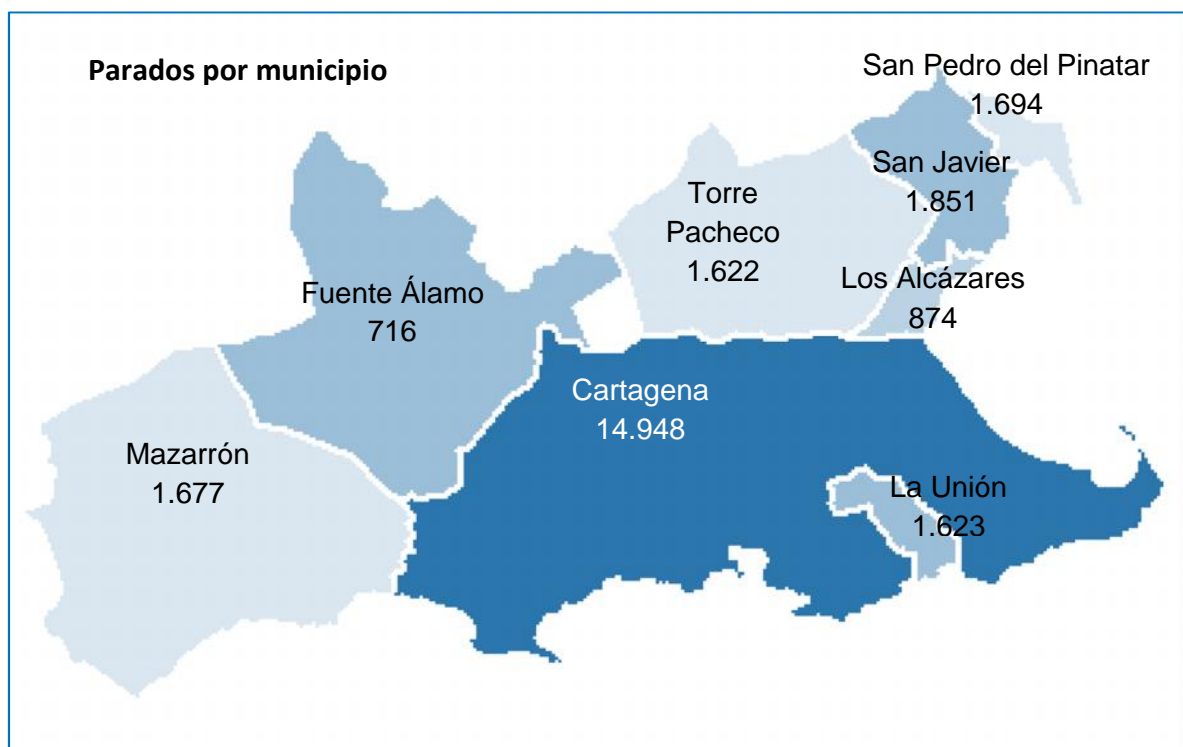 Parados por municipio
San Pedro del Pinatar
1.694
San Javier
1.851
Torre
Pacheco
1.622
Los Alcázares
874
Fuente Álamo
716
Cartagena
14.948
Mazarrón
1.677
La Unión
1.623